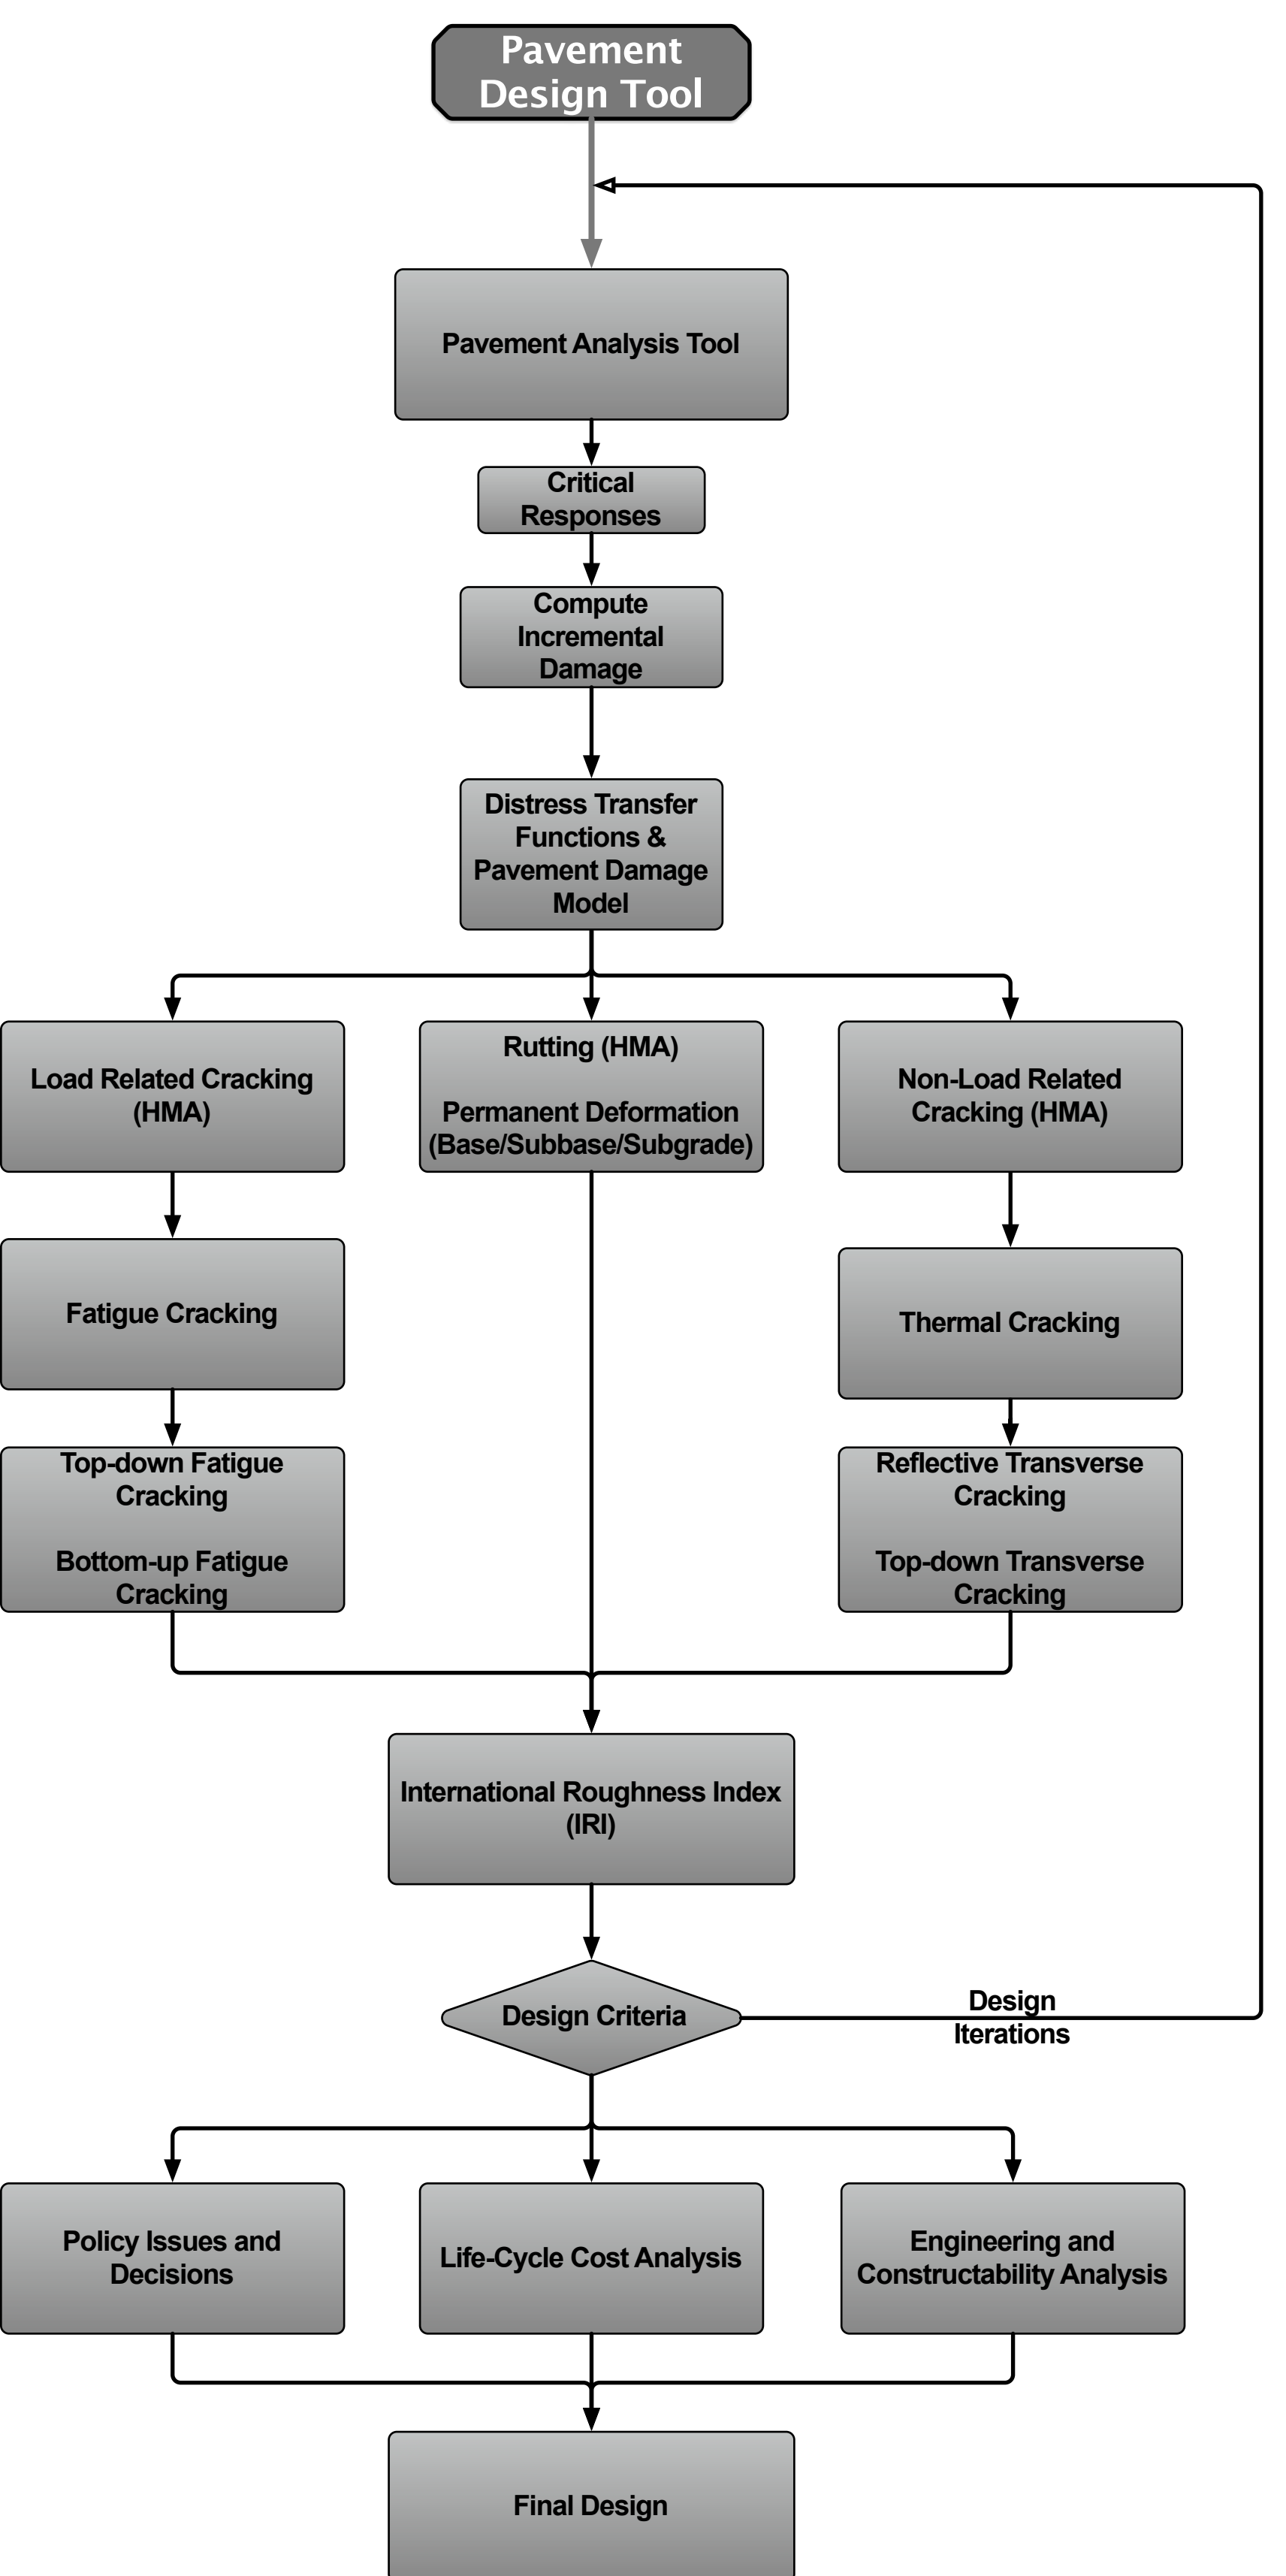 Pavement
Design Tool
Pavement Analysis Tool
Critical
Responses
Compute
Incremental
Damage
Distress Transfer
Functions &
Pavement Damage
Model
Load Related Cracking
(HMA)
Rutting (HMA)
Permanent Deformation
(Base/Subbase/Subgrade)
Non-Load Related
Cracking (HMA)
Fatigue Cracking
Thermal Cracking
Top-down Fatigue
Cracking
Bottom-up Fatigue
Cracking
Reflective Transverse
Cracking
Top-down Transverse
Cracking
International Roughness Index
(IRI)
Design Criteria
Design
Iterations
Policy Issues and
Decisions
Life-Cycle Cost Analysis
Engineering and
Constructability Analysis
Final Design